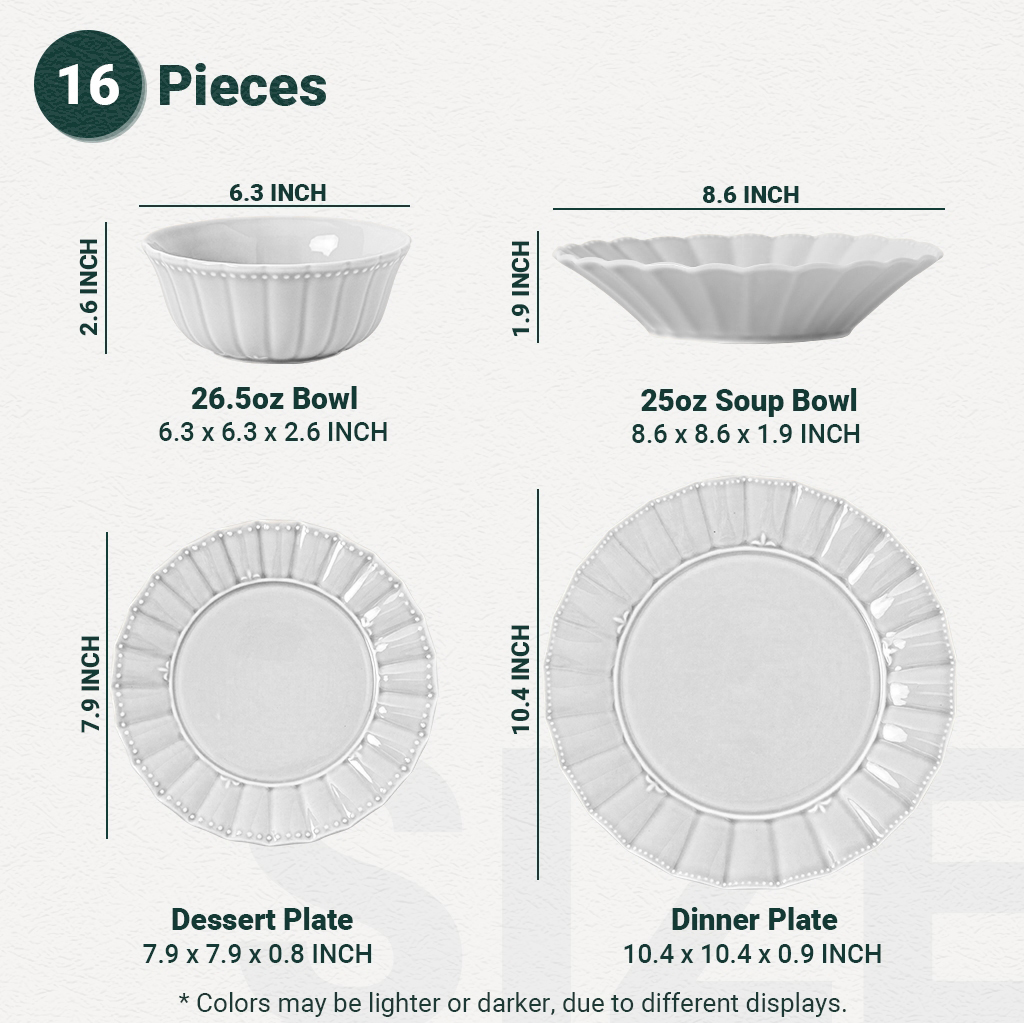 16 Pieces
6.3 INCH
2.6 INCH
26.5oz Bowl
6.3 x 6.3 x 2.6 INCH
8.6 INCH
1.9 INCH
25oz Soup Bowl
8.6 x 8.6 x 1.9 INCH
7.9 INCH
Dessert Plate
7.9 x 7.9 x 0.8 INCH
10.4 INCH
Dinner Plate
10.4 x 10.4 x 0.9 INCH
SIZE
* Colors may be lighter or darker, due to different displays.